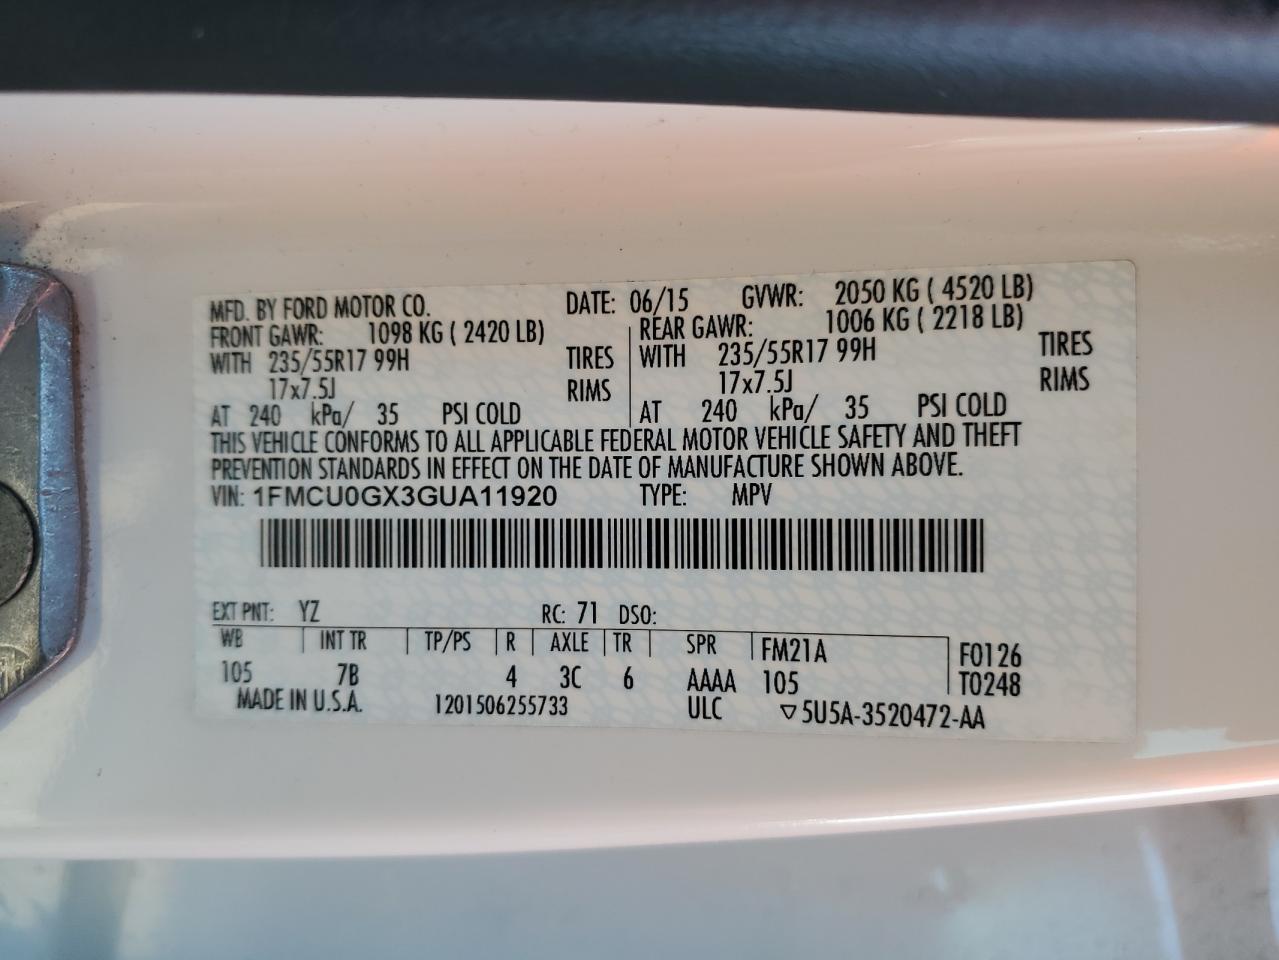 MFD. BY FORD MOTOR CO. DATE: 06/15 GVWR: 2050 KG ( 4520 LB)
FRONT GAWR: 1098 KG ( 2420 LB) REAR GAWR: 1006 KG ( 2218 LB)
WITH 235/55R17 99H TIRES WITH 235/55R17 99H TIRES
17x7.5J RIMS 17x7.5J RIMS
AT 240 kPa/ 35 PSI COLD AT 240 kPa/ 35 PSI COLD
THIS VEHICLE CONFORMS TO ALL APPLICABLE FEDERAL MOTOR VEHICLE SAFETY AND THEFT
PREVENTION STANDARDS IN EFFECT ON THE DATE OF MANUFACTURE SHOWN ABOVE.
VIN: 1FMCU0GX3GUA11920 TYPE: MPV
EXT PNT: YZ RC: 71 DSO:
WB INT TR TP/PS R AXLE TR SPR FM21A F0126
105 7B 4 3C 6 AAAA 105 T0248
MADE IN U.S.A. 1201506255733 ULC ▽5U5A-3520472-AA